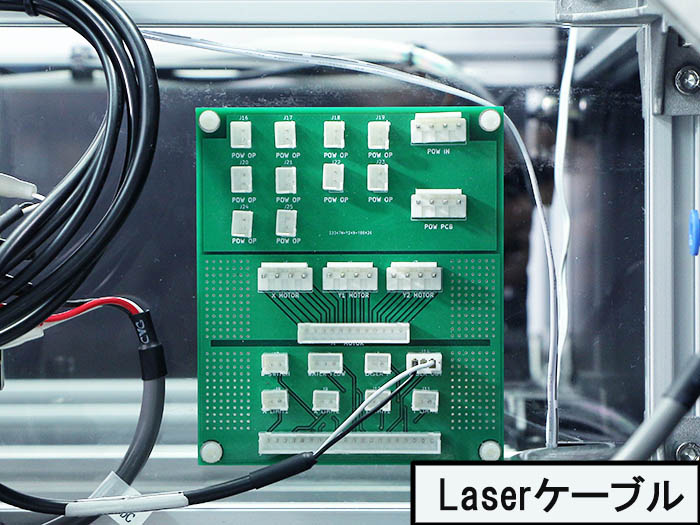 J16 J17 J18 J19
POW OP POW OP POW OP POW OP POW IN
J20 J21 J22 J23
POW OP POW OP POW OP POW OP
J24 J25
POW OP POW OP POW PCB
X MOTOR Y1 MOTOR Y2 MOTOR
MOTOR
CVC
Laserケーブル